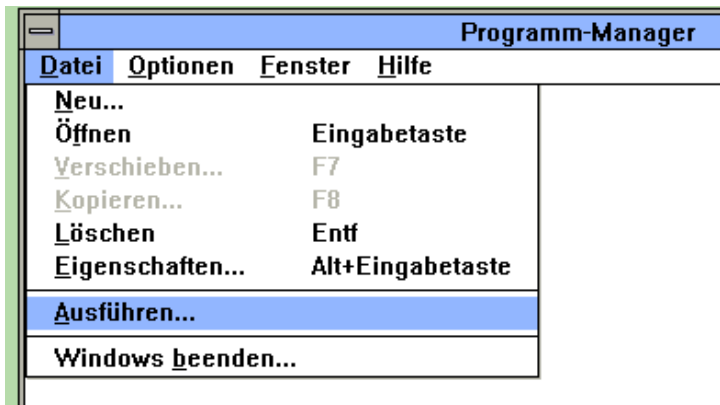 Programm-Manager
Datei Optionen Fenster Hilfe
Neu...
Öffnen Eingabetaste
Verschieben... F7
Kopieren... F8
Löschen Entf
Eigenschaften... Alt+Eingabetaste
Ausführen...
Windows beenden...